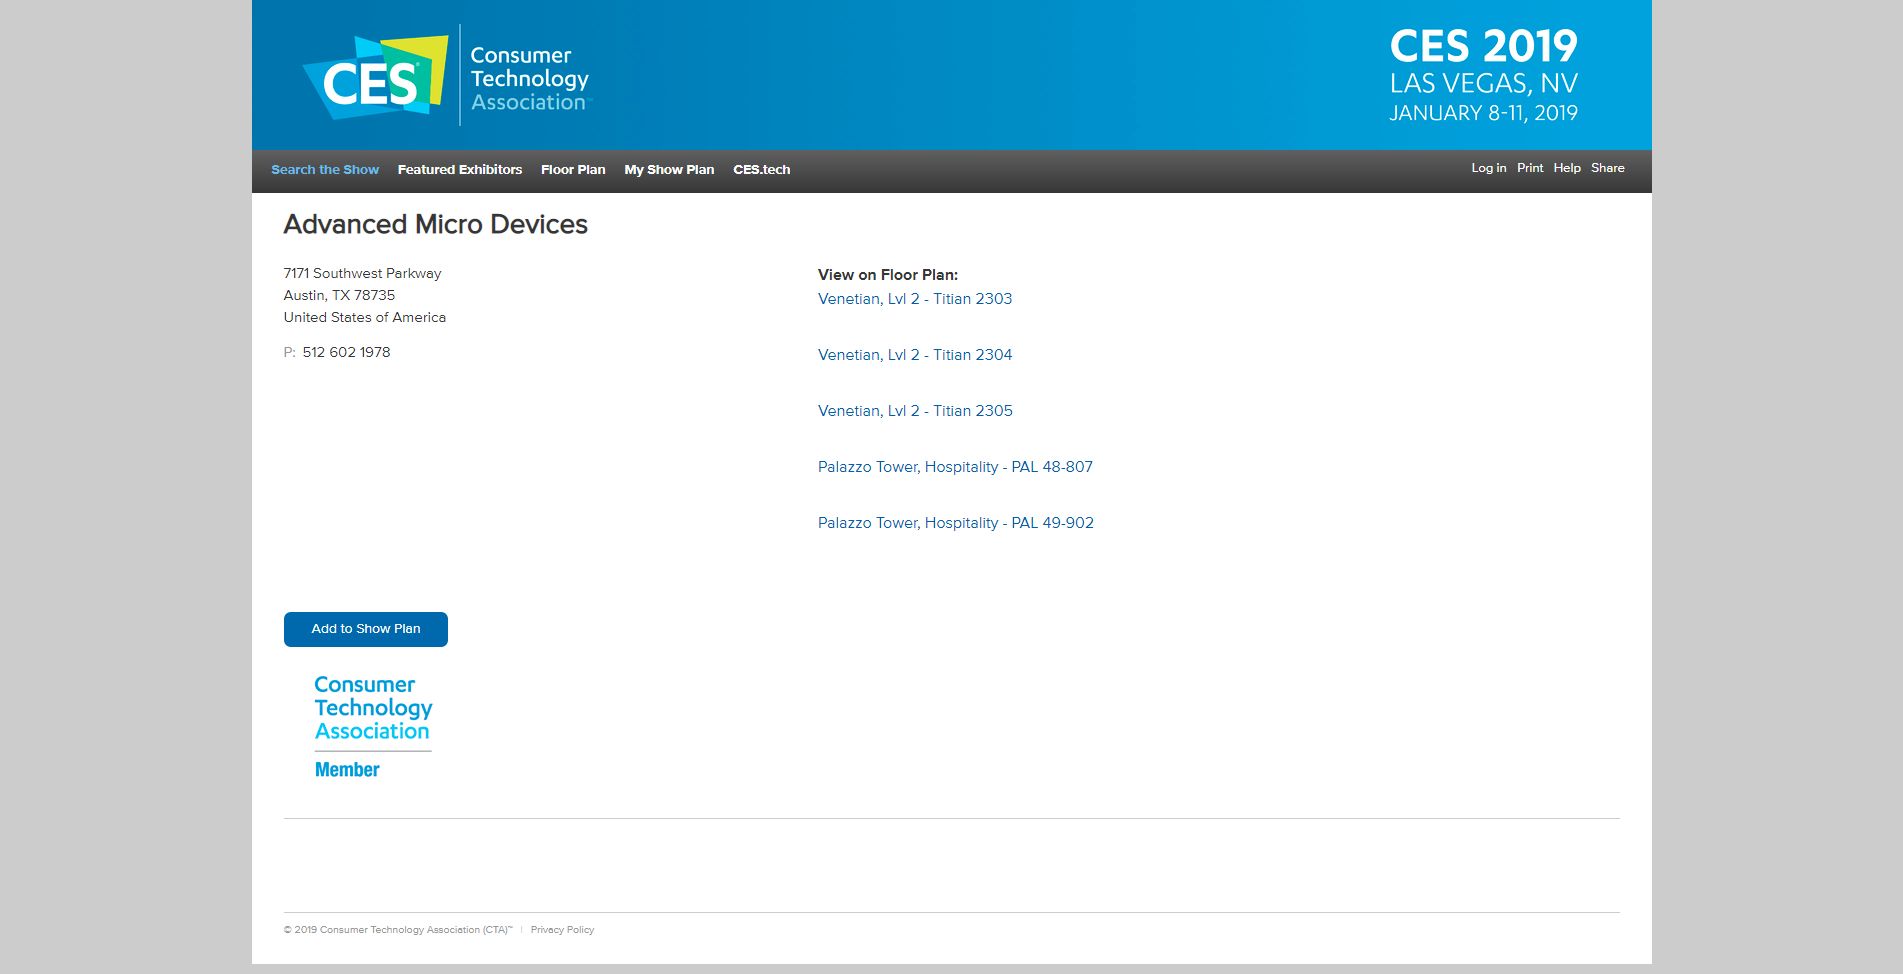 CES
Consumer
Technology
Association™
CES 2019
LAS VEGAS, NV
JANUARY 8-11, 2019
Search the Show Featured Exhibitors Floor Plan My Show Plan CES.tech Log in Print Help Share
Advanced Micro Devices
7171 Southwest Parkway
Austin, TX 78735
United States of America
P: 512 602 1978
View on Floor Plan:
Venetian, Lvl 2 - Titian 2303
Venetian, Lvl 2 - Titian 2304
Venetian, Lvl 2 - Titian 2305
Palazzo Tower, Hospitality - PAL 48-807
Palazzo Tower, Hospitality - PAL 49-902
Add to Show Plan
Consumer
Technology
Association
Member
© 2019 Consumer Technology Association (CTA)™ | Privacy Policy